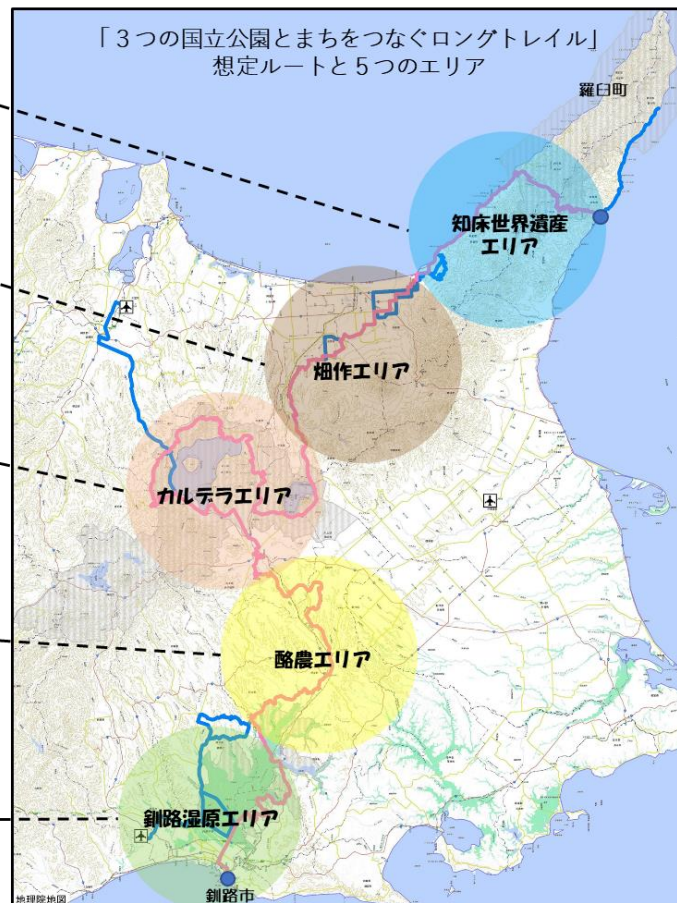 「３つの国立公園とまちをつなぐロングトレイル」
想定ルートと５つのエリア
羅臼町
知床世界遺産
エリア
畑作エリア
カルデラエリア
酪農エリア
釧路湿原エリア
釧路市
地理院地図